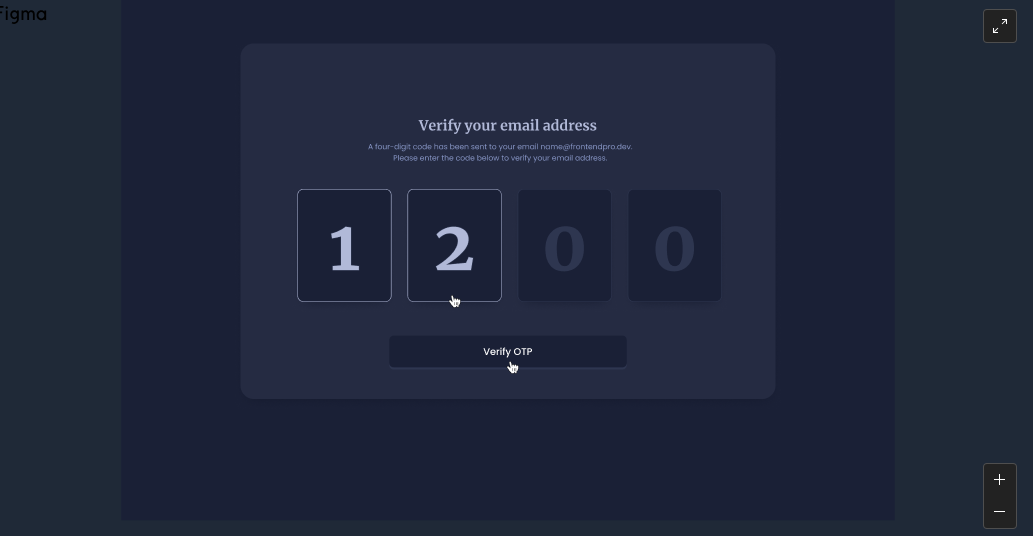 Figma
Verify your email address
A four-digit code has been sent to your email name@frontendpro.dev.
Please enter the code below to verify your email address.
1 2 0 0
Verify OTP